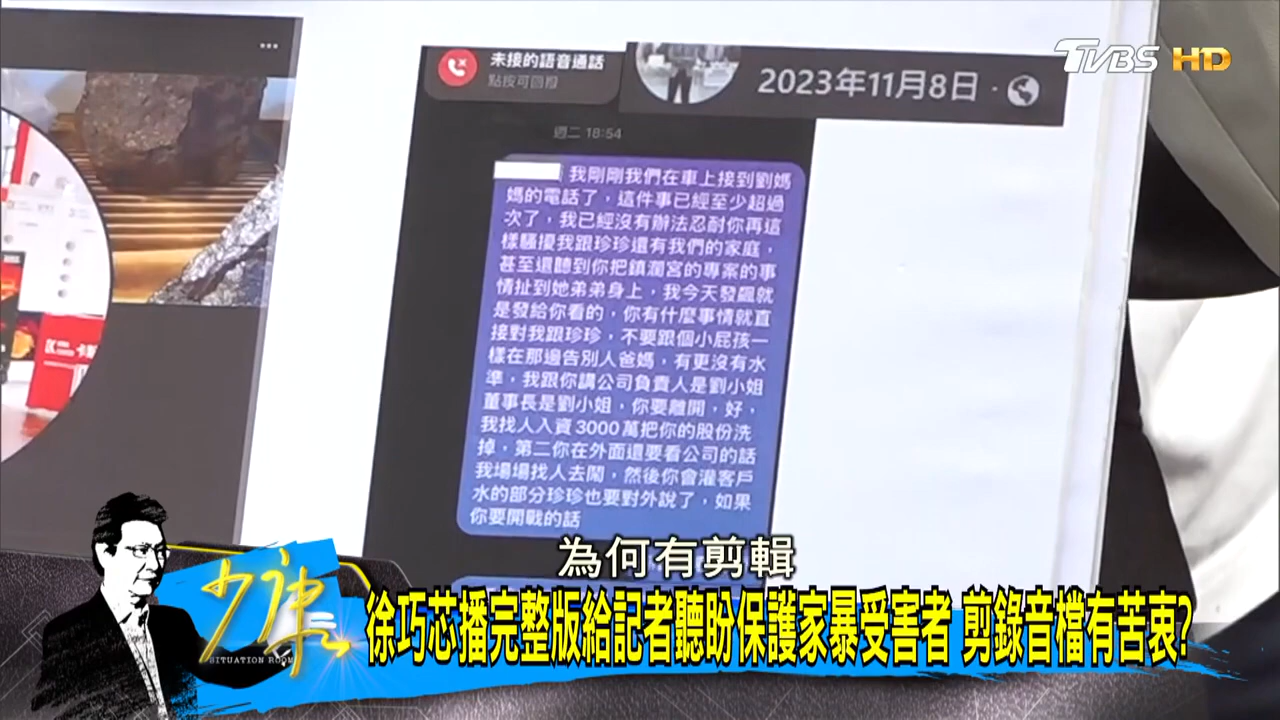 TVBS HD
未接的語音通話
點按可回撥
2023年11月8日
週二 18:54
我剛剛我們在車上接到劉媽
媽的電話了，這件事已經至少超過
次了，我已經沒有辦法忍耐你再這
樣騷擾我跟珍珍還有我們的家庭，
甚至還聽到你把鎮瀾宮的專案的事
情扯到她弟弟身上，我今天發飆就
是發給你看的，你有什麼事情就直
接對我跟珍珍，不要跟個小屁孩一
樣在那邊告別人爸媽，有更沒有水
準，我跟你講公司負責人是劉小姐
董事長是劉小姐，你要離開，好，
我找人入資3000萬把你的股份洗
掉，第二你在外面還要看公司的話
我場場找人去鬧，然後你會灌客戶
水的部分珍珍也要對外說了，如果
你要開戰的話
為何有剪輯
少康
SITUATION ROOM
徐巧芯播完整版給記者聽盼保護家暴受害者 剪錄音檔有苦衷?